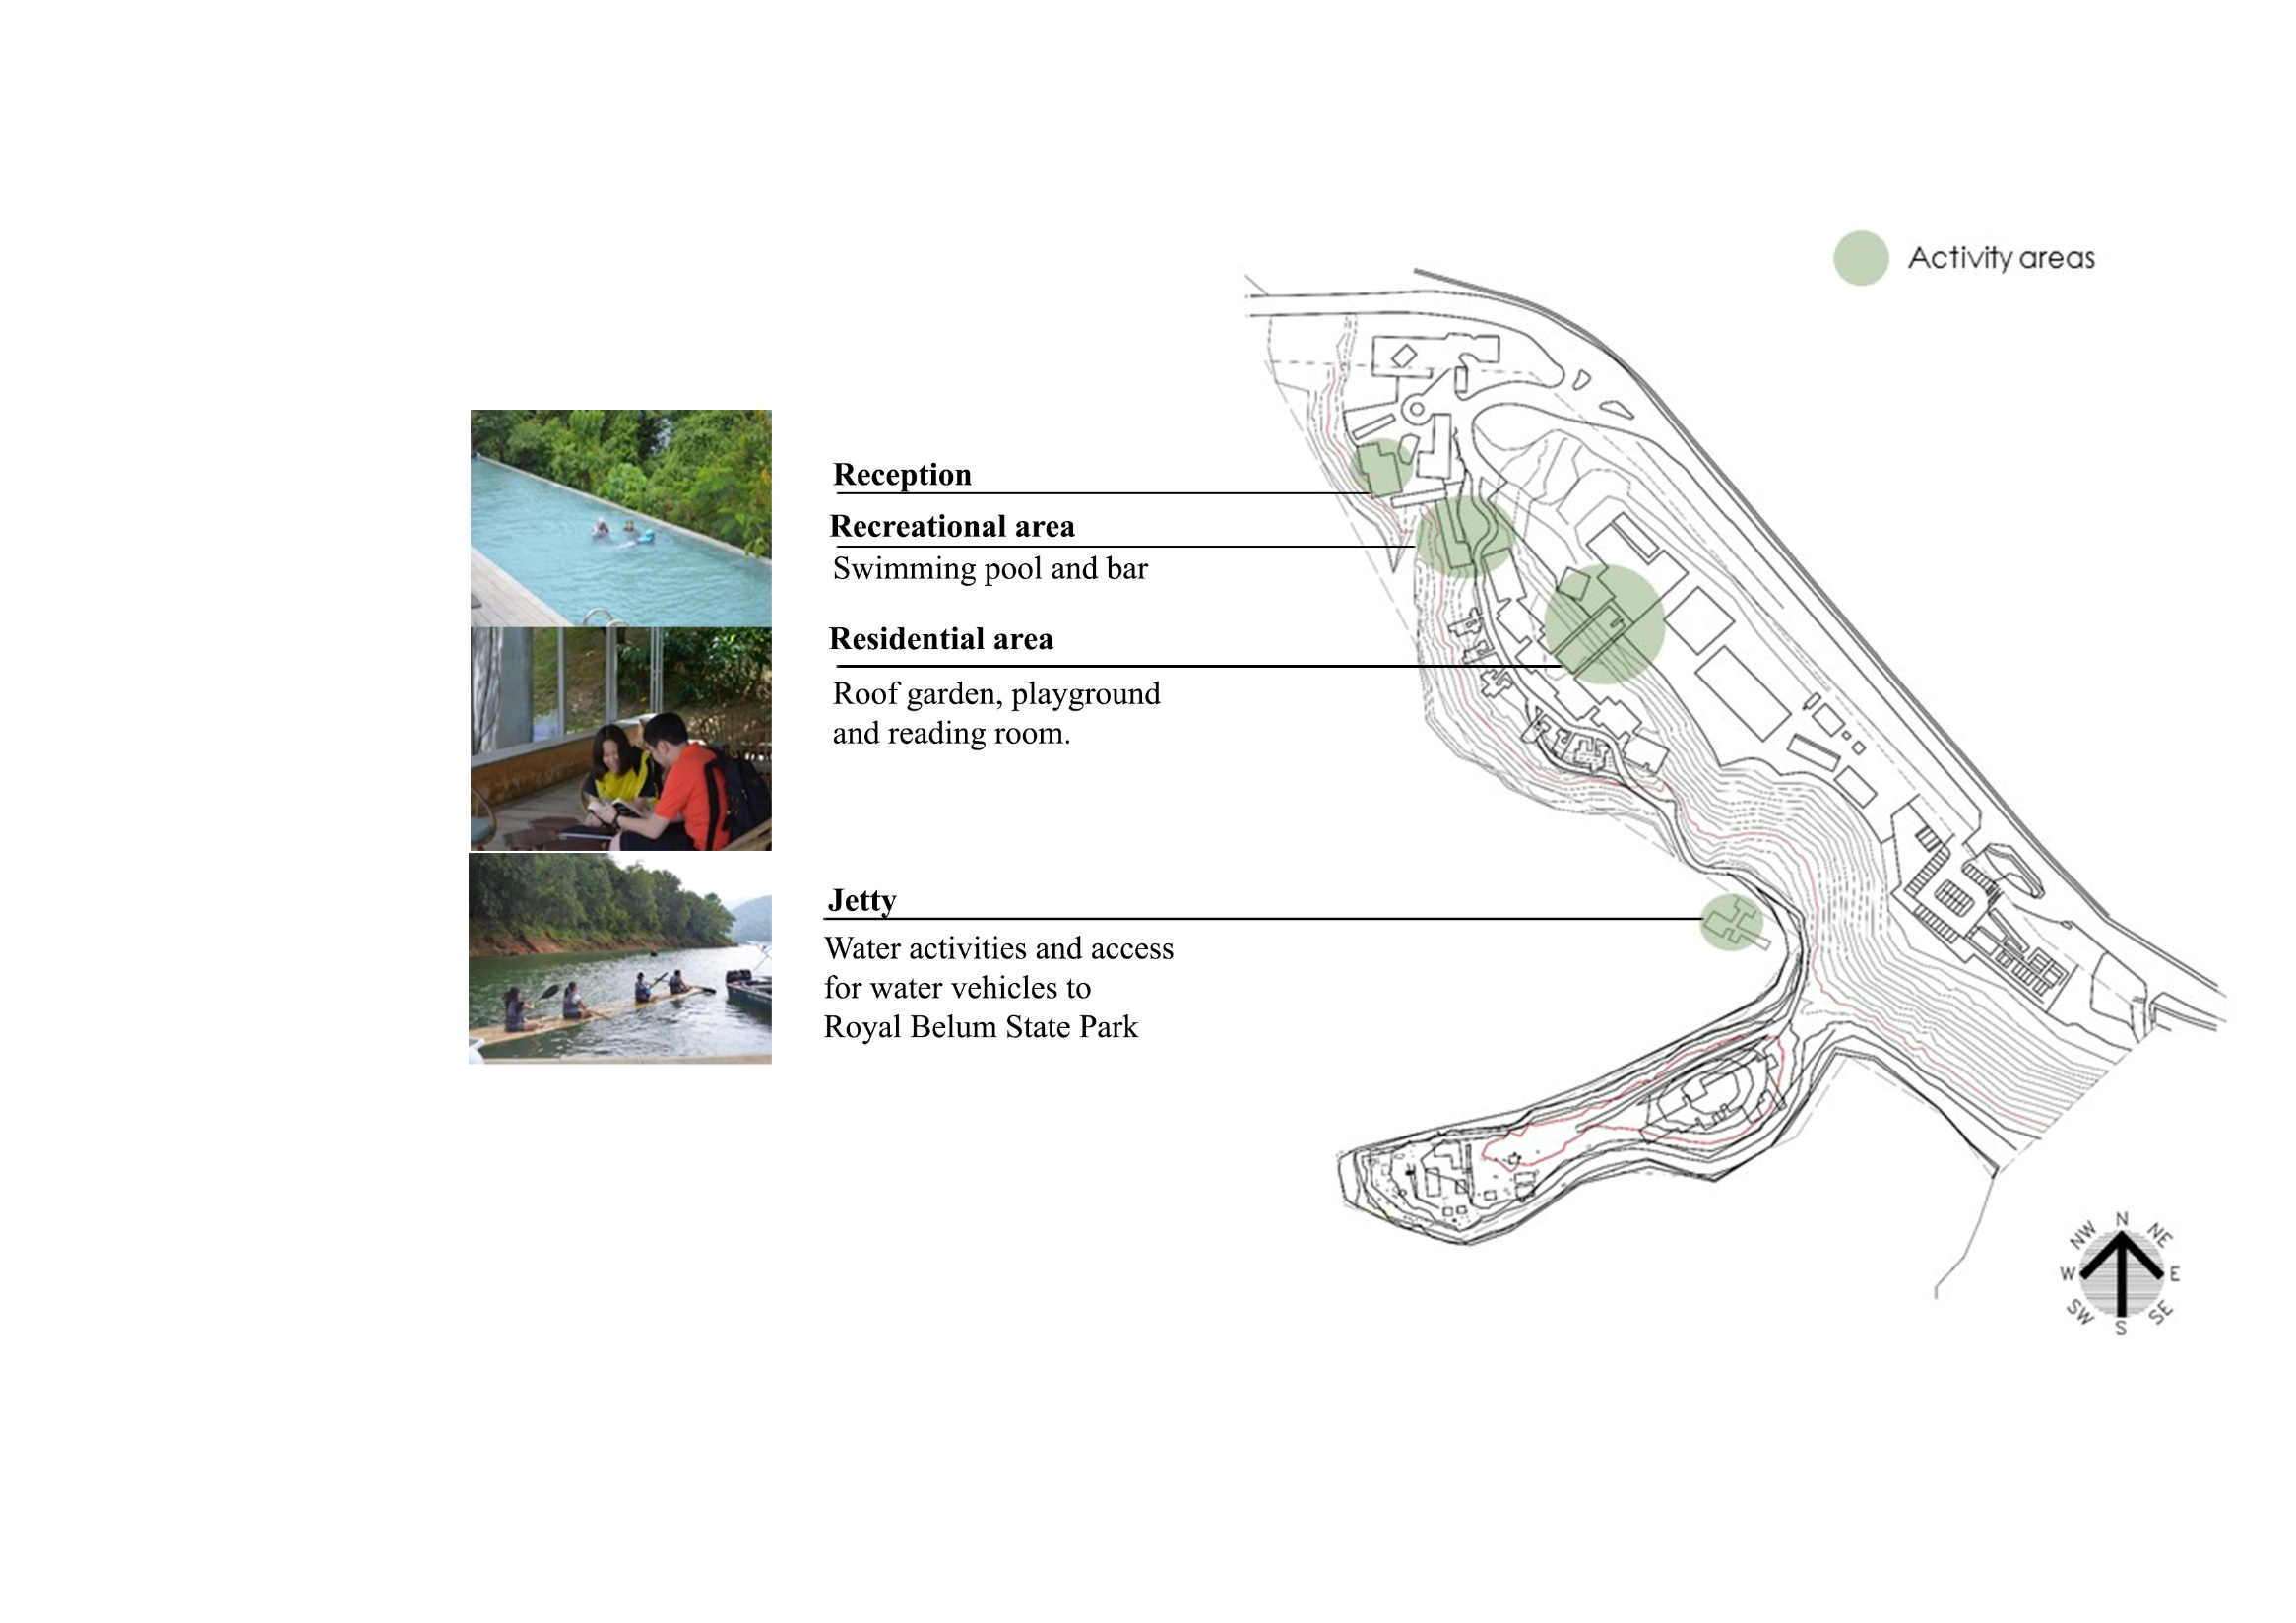 Activity areas
Reception
Recreational area
Swimming pool and bar
Residential area
Roof garden, playground
and reading room.
Jetty
Water activities and access
for water vehicles to
Royal Belum State Park
N
NW NE
W E
SW SE
S